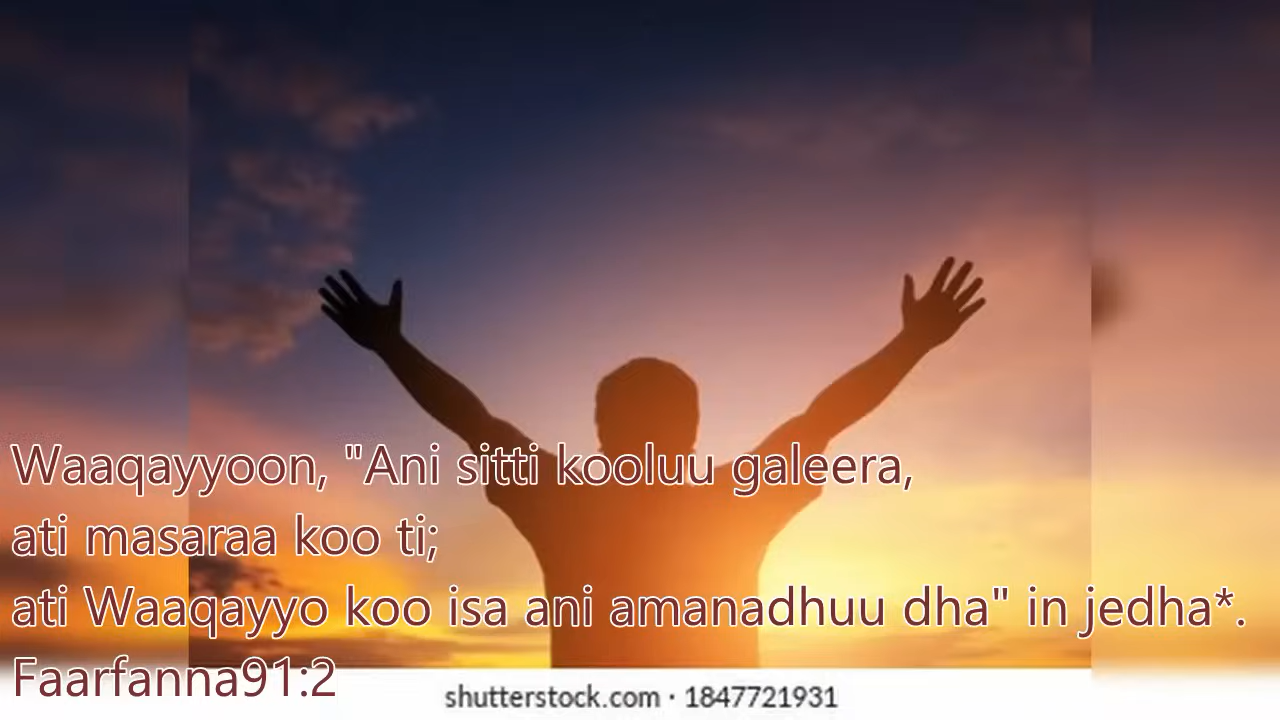 Waaqayyoon, "Ani sitti kooluu galeera,
ati masaraa koo ti;
ati Waaqayyo koo isa ani amanadhuu dha" in jedha*.
Faarfanna91:2
shutterstock.com · 1847721931